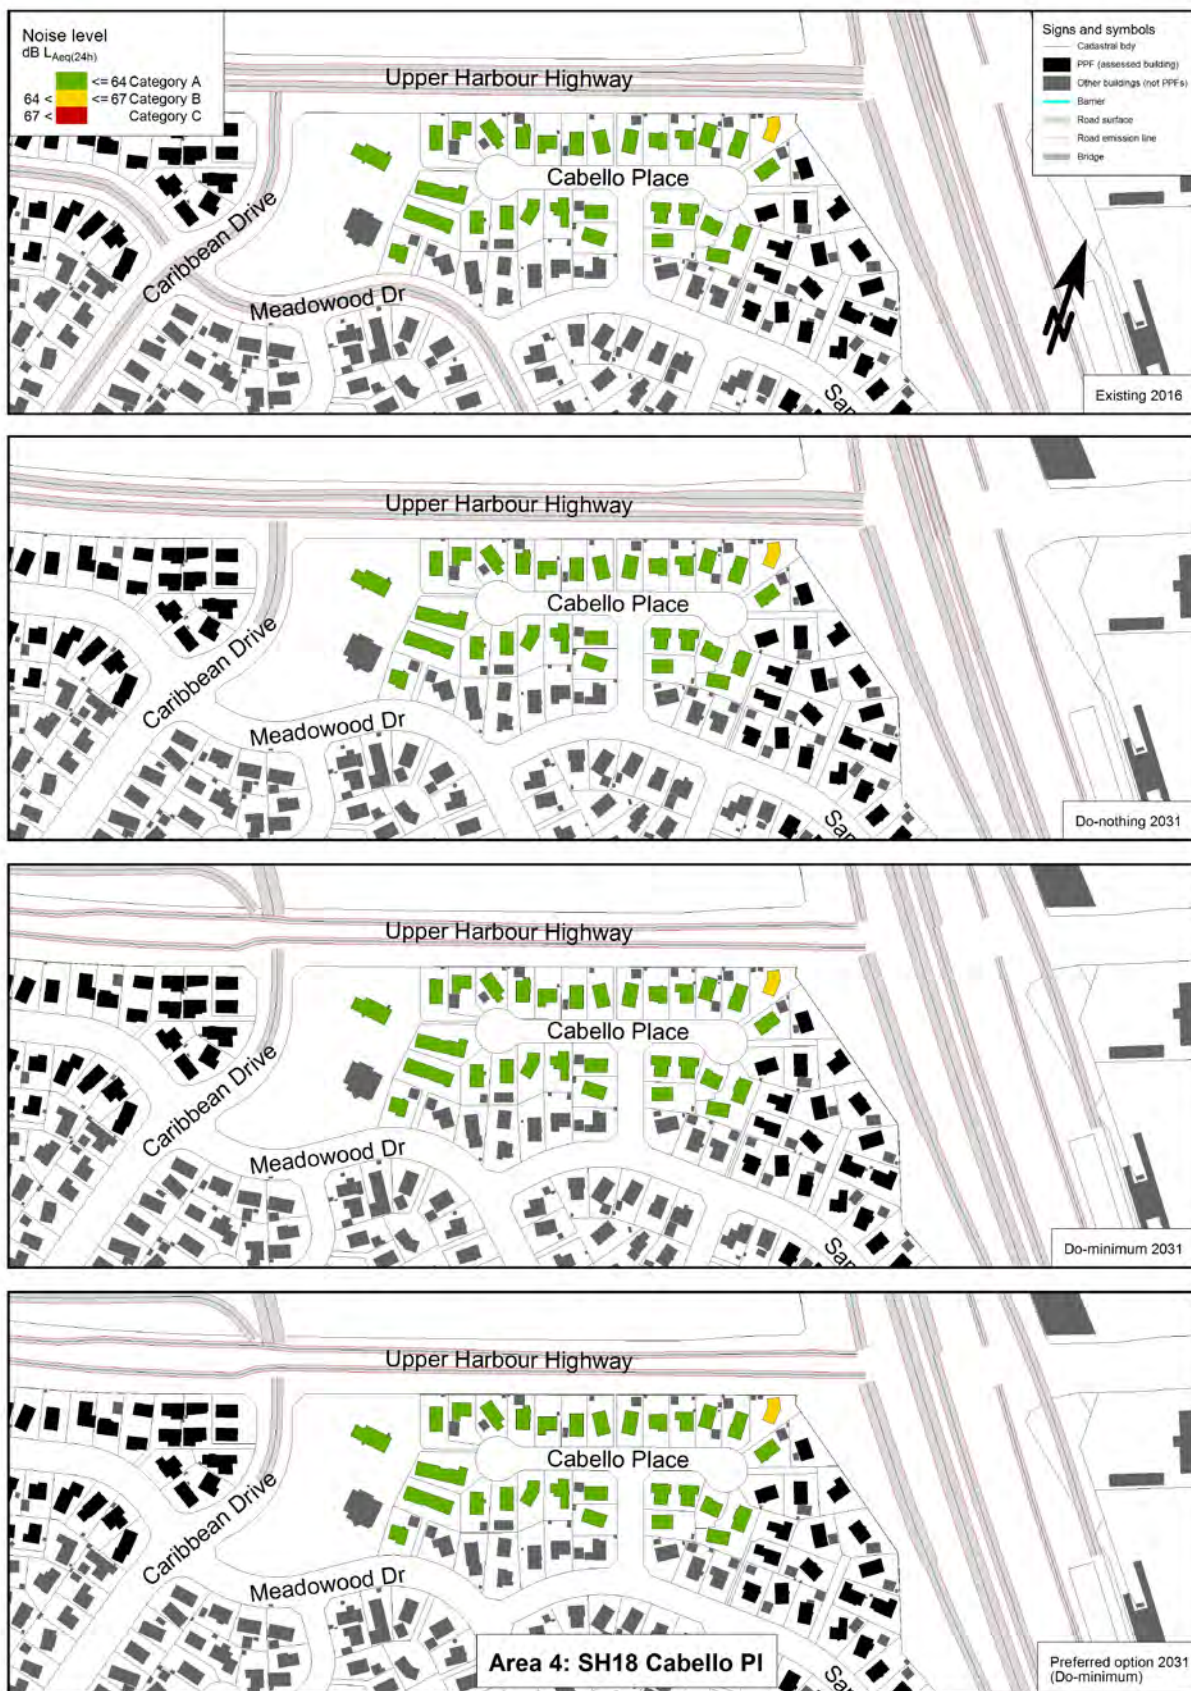 Noise level
dB LAeq(24h)
<= 64 Category A
64 < <= 67 Category B
67 < Category C
Upper Harbour Highway
Signs and symbols
Cadastral bdy
PPF (assessed building)
Other buildings (not PPFs)
Barrier
Road surface
Road emission line
Bridge
Cabello Place
Caribbean Drive
Meadowood Dr
Sar
Existing 2016
Upper Harbour Highway
Cabello Place
Caribbean Drive
Meadowood Dr
Sar
Do-nothing 2031
Upper Harbour Highway
Cabello Place
Caribbean Drive
Meadowood Dr
Sar
Do-minimum 2031
Upper Harbour Highway
Cabello Place
Caribbean Drive
Meadowood Dr
Sar
Area 4: SH18 Cabello Pl
Preferred option 2031
(Do-minimum)